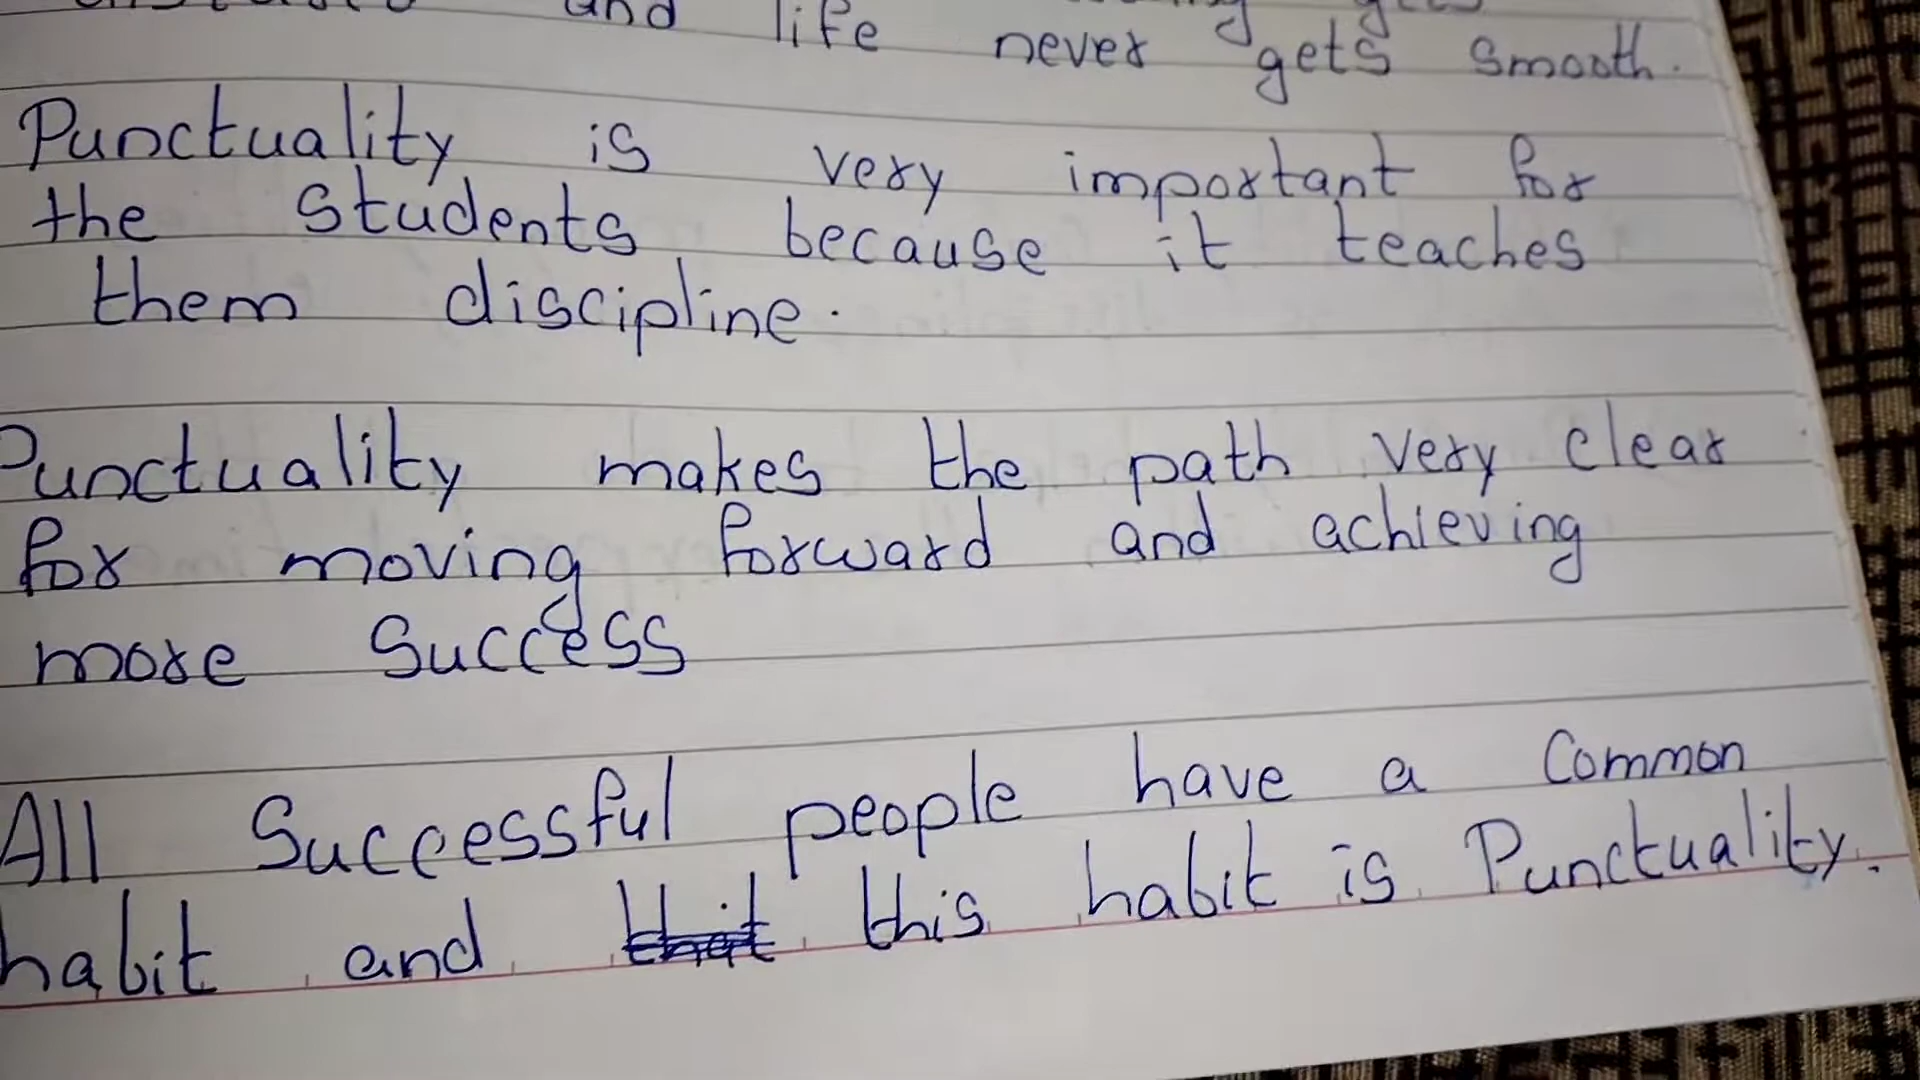 and life never gets smooth.
Punctuality is very important for
the students because it teaches
them discipline.
Punctuality makes the path very clear
for moving forward and achieving
more Success
All Successful people have a Common
habit and this habit is Punctuality.